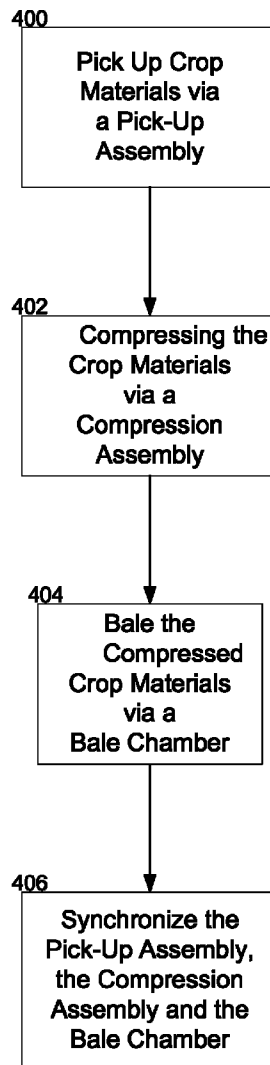 400
Pick Up Crop
Materials via
a Pick-Up
Assembly
402
Compressing the
Crop Materials
via a
Compression
Assembly
404
Bale the
Compressed
Crop Materials
via a
Bale Chamber
406
Synchronize the
Pick-Up Assembly,
the Compression
Assembly and the
Bale Chamber